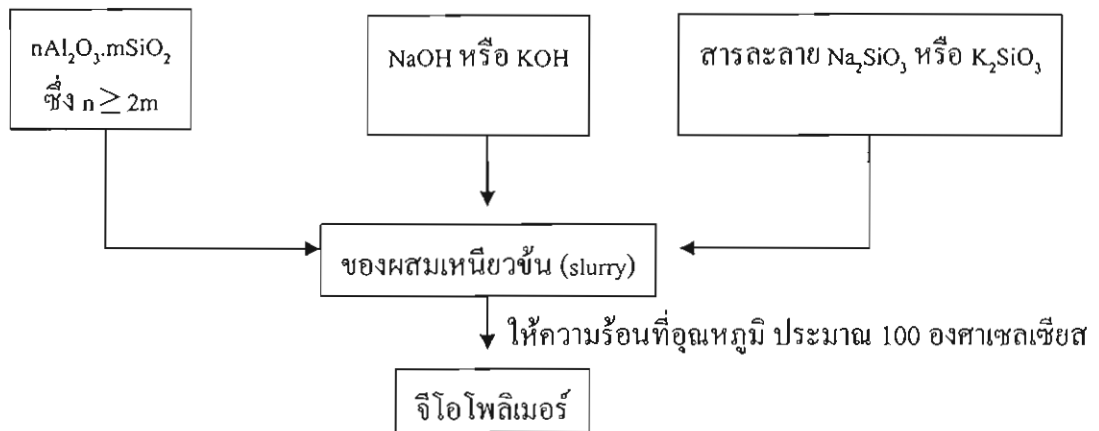 nAl₂O₃.mSiO₂
ซึ่ง n ≥ 2m
NaOH หรือ KOH
สารละลาย Na₂SiO₃ หรือ K₂SiO₃
ของผสมเหนียวข้น (slurry)
ให้ความร้อนที่อุณหภูมิ ประมาณ 100 องศาเซลเซียส
จีโอโพลิเมอร์